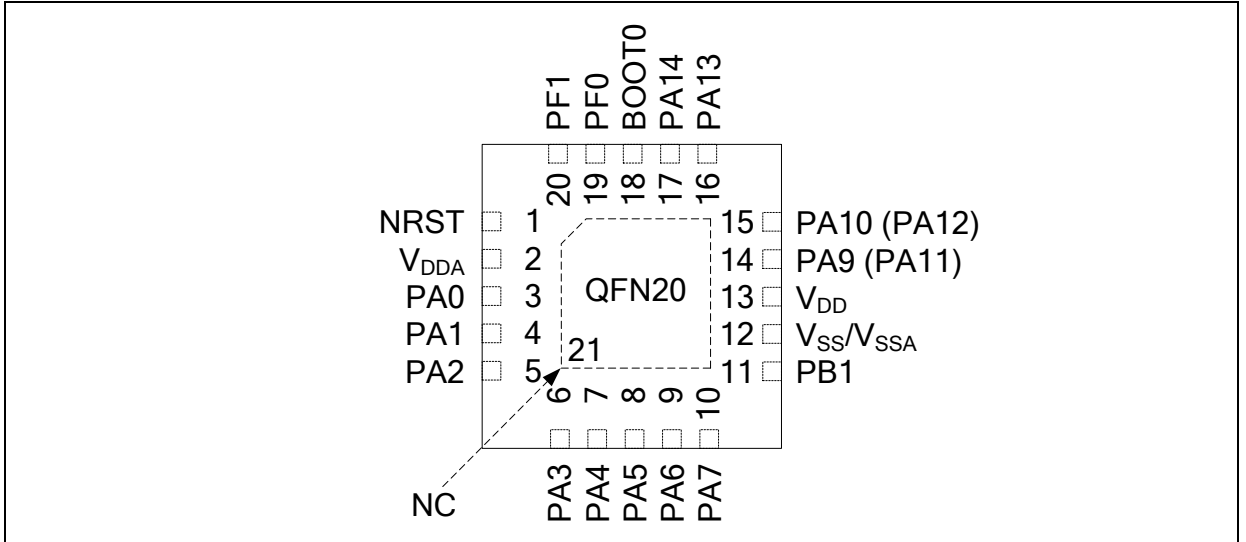 PF1
PF0
BOOT0
PA14
PA13
20
19
18
17
16
NRST 1
VDDA 2
PA0 3
PA1 4
PA2 5
QFN20
21
15 PA10 (PA12)
14 PA9 (PA11)
13 VDD
12 VSS/VSSA
11 PB1
6
7
8
9
10
PA3
PA4
PA5
PA6
PA7
NC